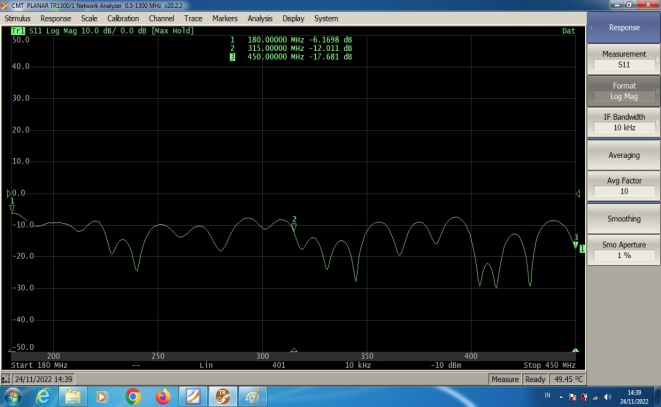 CMT PLANAR TR1300/1 Network Analyzer 0.3-1300 MHz v20.2.2
Stimulus Response Scale Calibration Channel Trace Markers Analysis Display System
Tr1 S11 Log Mag 10.0 dB/ 0.0 dB [Max Hold] Dat
50.0
1 180.00000 MHz -6.1698 dB
2 315.00000 MHz -12.011 dB
3 450.00000 MHz -17.681 dB
40.0
30.0
20.0
10.0
0.0
1
2
3
-10.0
1
-20.0
-30.0
-40.0
-50.0
200 250 300 350 400
Start 180 MHz -- Lin 401 10 kHz -10 dBm Stop 450 MHz
24/11/2022 14:39 Measure Ready 49.45 °C
Response
Measurement
S11
Format
Log Mag
IF Bandwidth
10 kHz
Averaging
Avg Factor
10
Smoothing
Smo Aperture
1 %
IN 14:39
24/11/2022